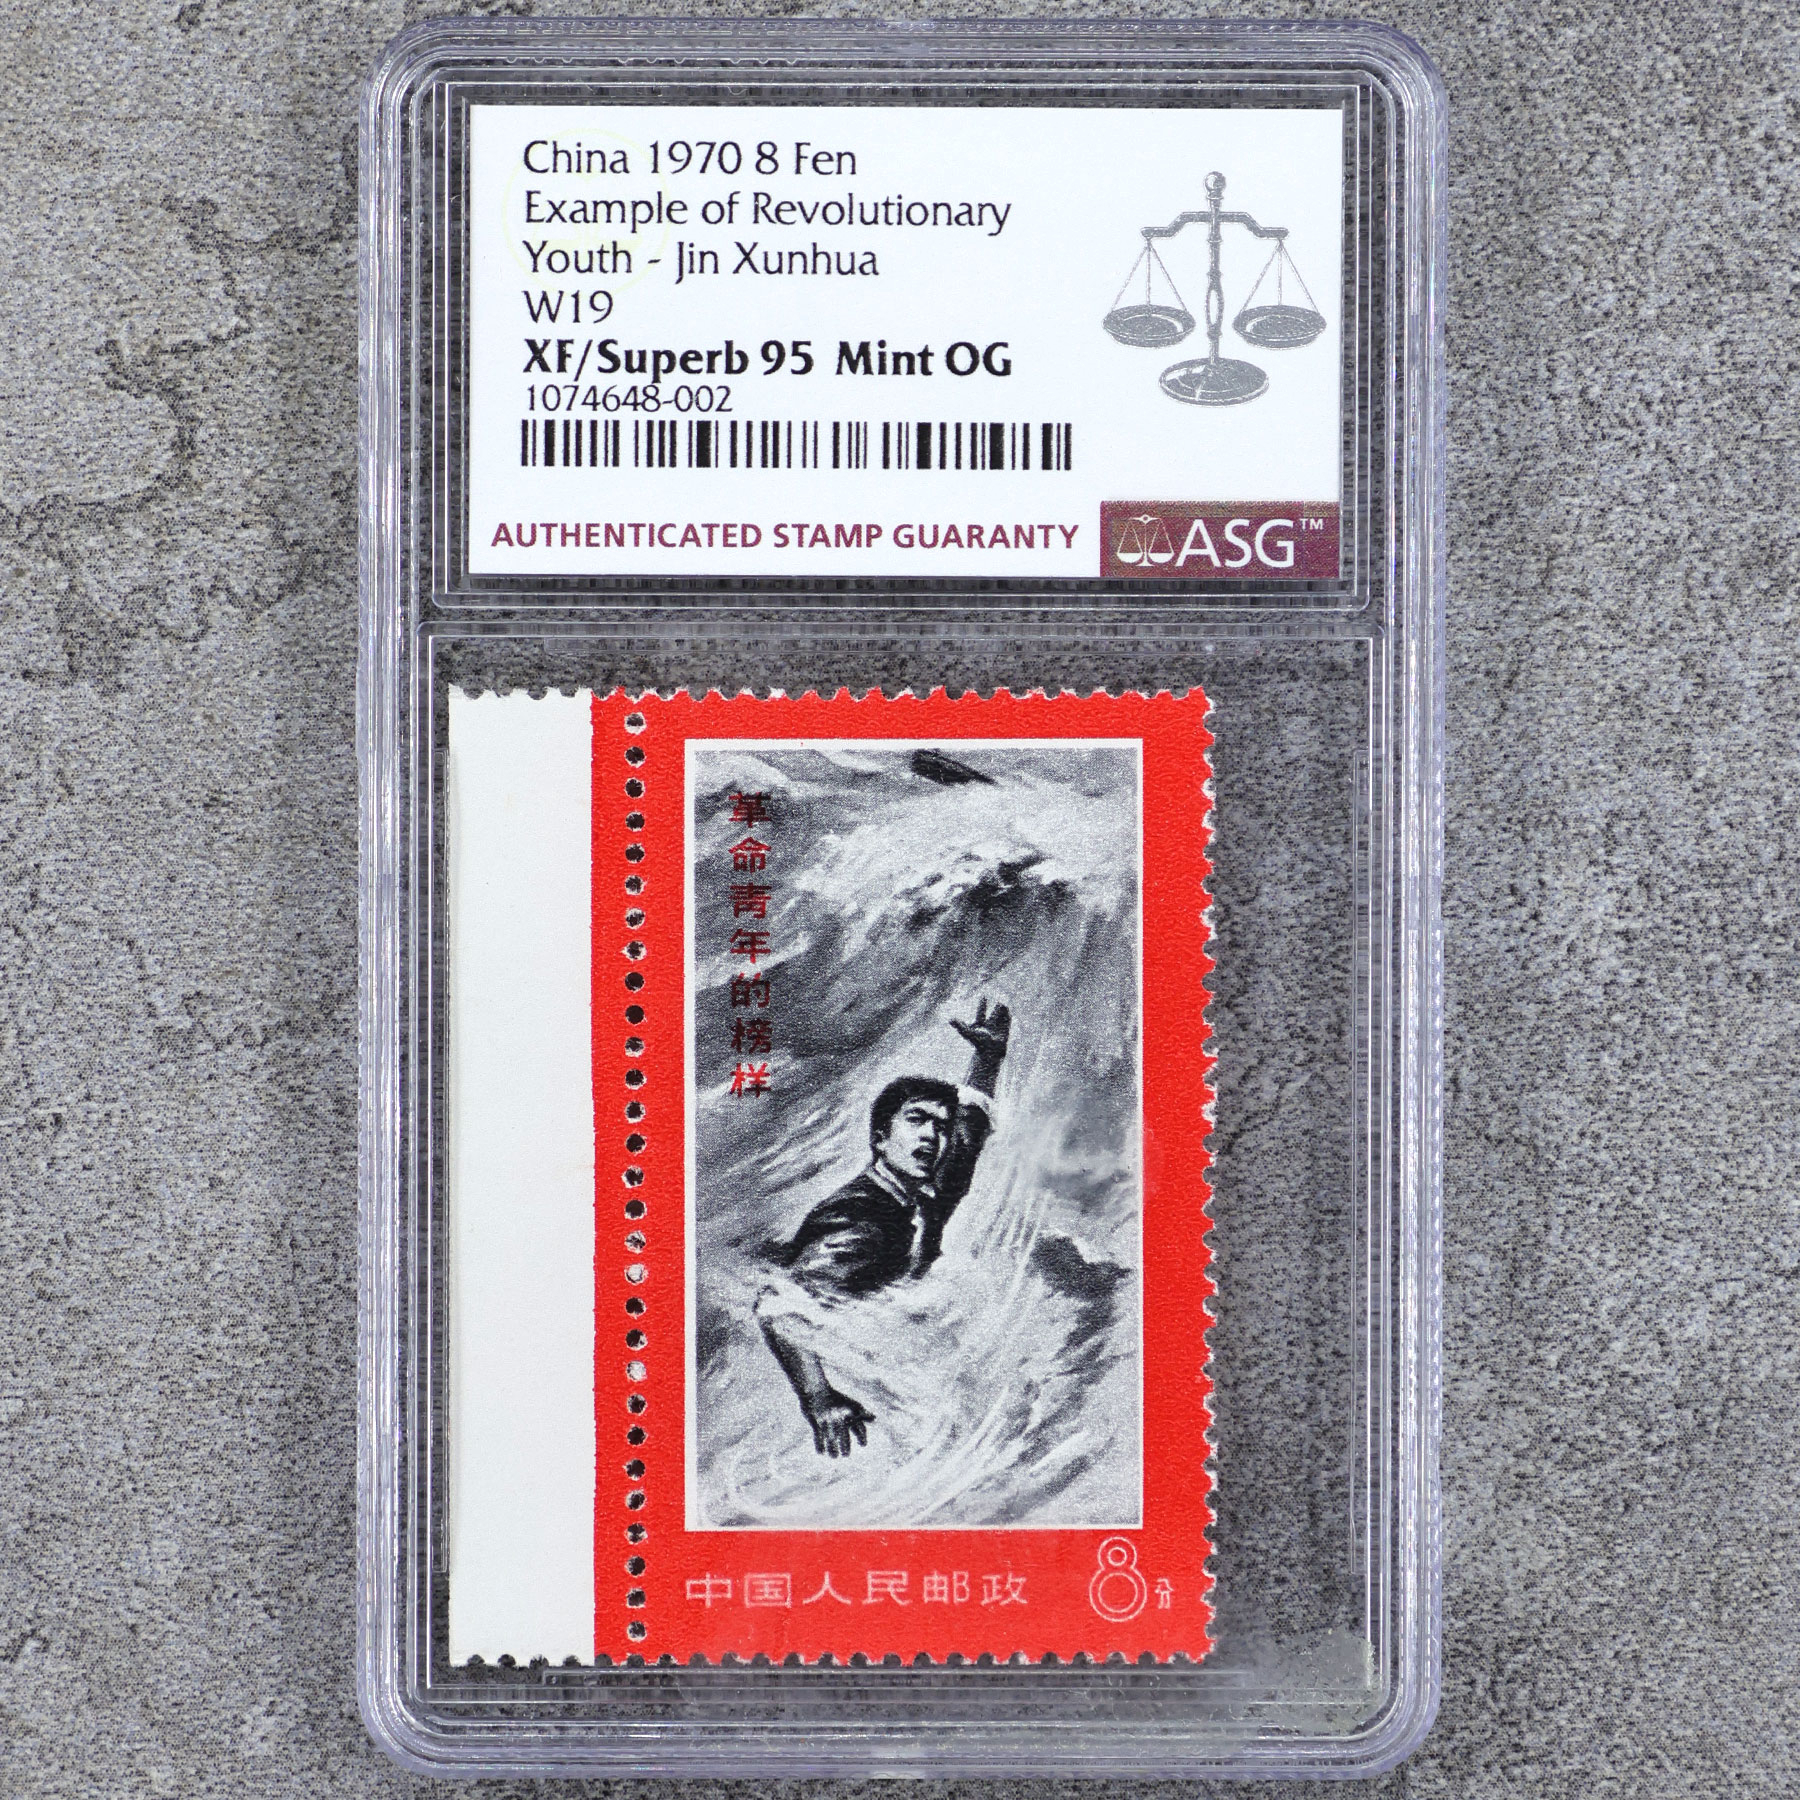 China 1970 8 Fen
Example of Revolutionary
Youth - Jin Xunhua
W19
XF/Superb 95 Mint OG
1074648-002
AUTHENTICATED STAMP GUARANTY
ASG™
革命青年的榜样
中国人民邮政
8分